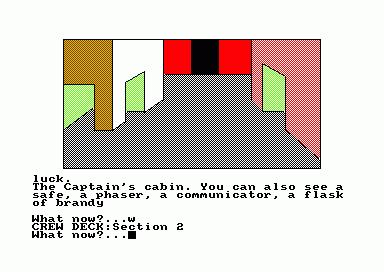 luck.
The Captain's cabin. You can also see a
safe, a phaser, a communicator, a flask
of brandy
What now?...w
CREW DECK:Section 2
What now?...